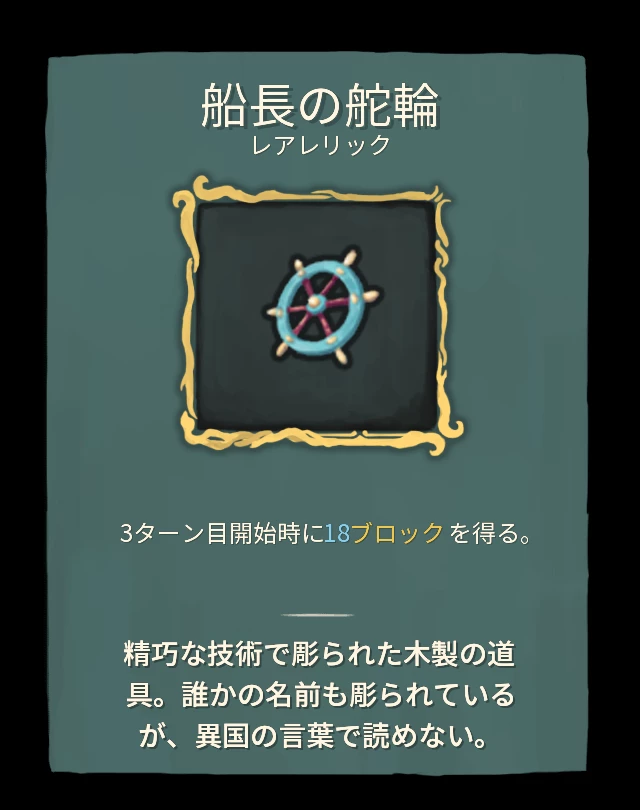 船長の舵輪
レアレリック
3ターン目開始時に18ブロックを得る。
精巧な技術で彫られた木製の道
具。誰かの名前も彫られている
が、異国の言葉で読めない。